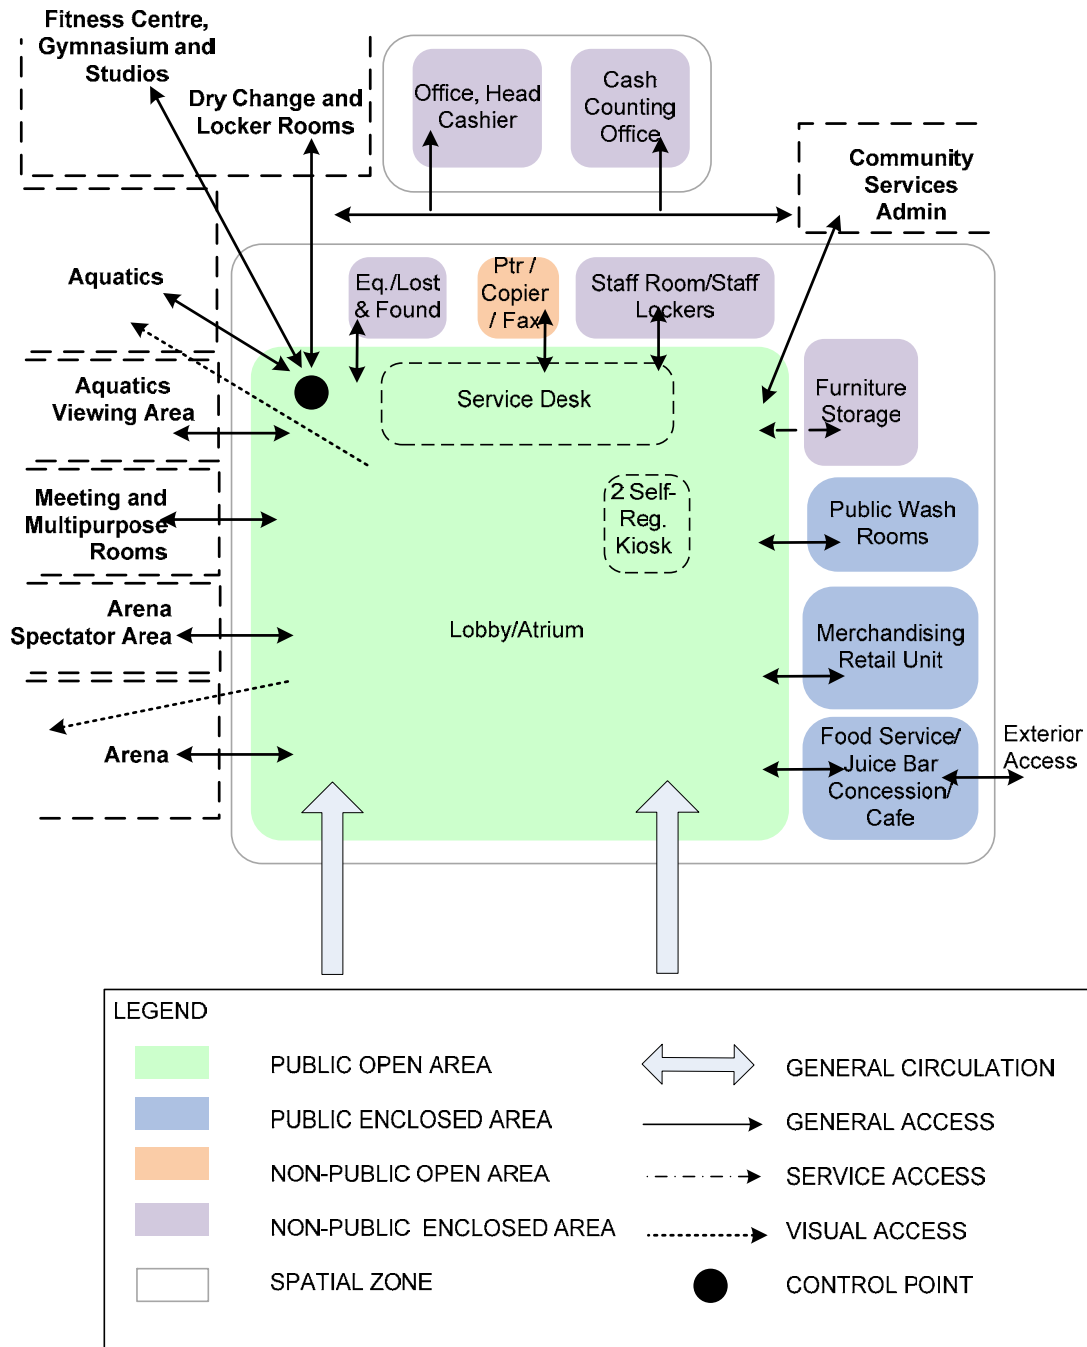 Fitness Centre,
Gymnasium and
Studios
Dry Change and
Locker Rooms
Office, Head
Cashier
Cash
Counting
Office
Community
Services
Admin
Aquatics
Eq./Lost
& Found
Ptr /
Copier
/ Fax
Staff Room/Staff
Lockers
Aquatics
Viewing Area
Service Desk
Furniture
Storage
Meeting and
Multipurpose
Rooms
2 Self-
Reg.
Kiosk
Public Wash
Rooms
Arena
Spectator Area
Lobby/Atrium
Merchandising
Retail Unit
Arena
Food Service/
Juice Bar
Concession/
Cafe
Exterior
Access
LEGEND
PUBLIC OPEN AREA
PUBLIC ENCLOSED AREA
NON-PUBLIC OPEN AREA
NON-PUBLIC ENCLOSED AREA
SPATIAL ZONE
GENERAL CIRCULATION
GENERAL ACCESS
SERVICE ACCESS
VISUAL ACCESS
CONTROL POINT